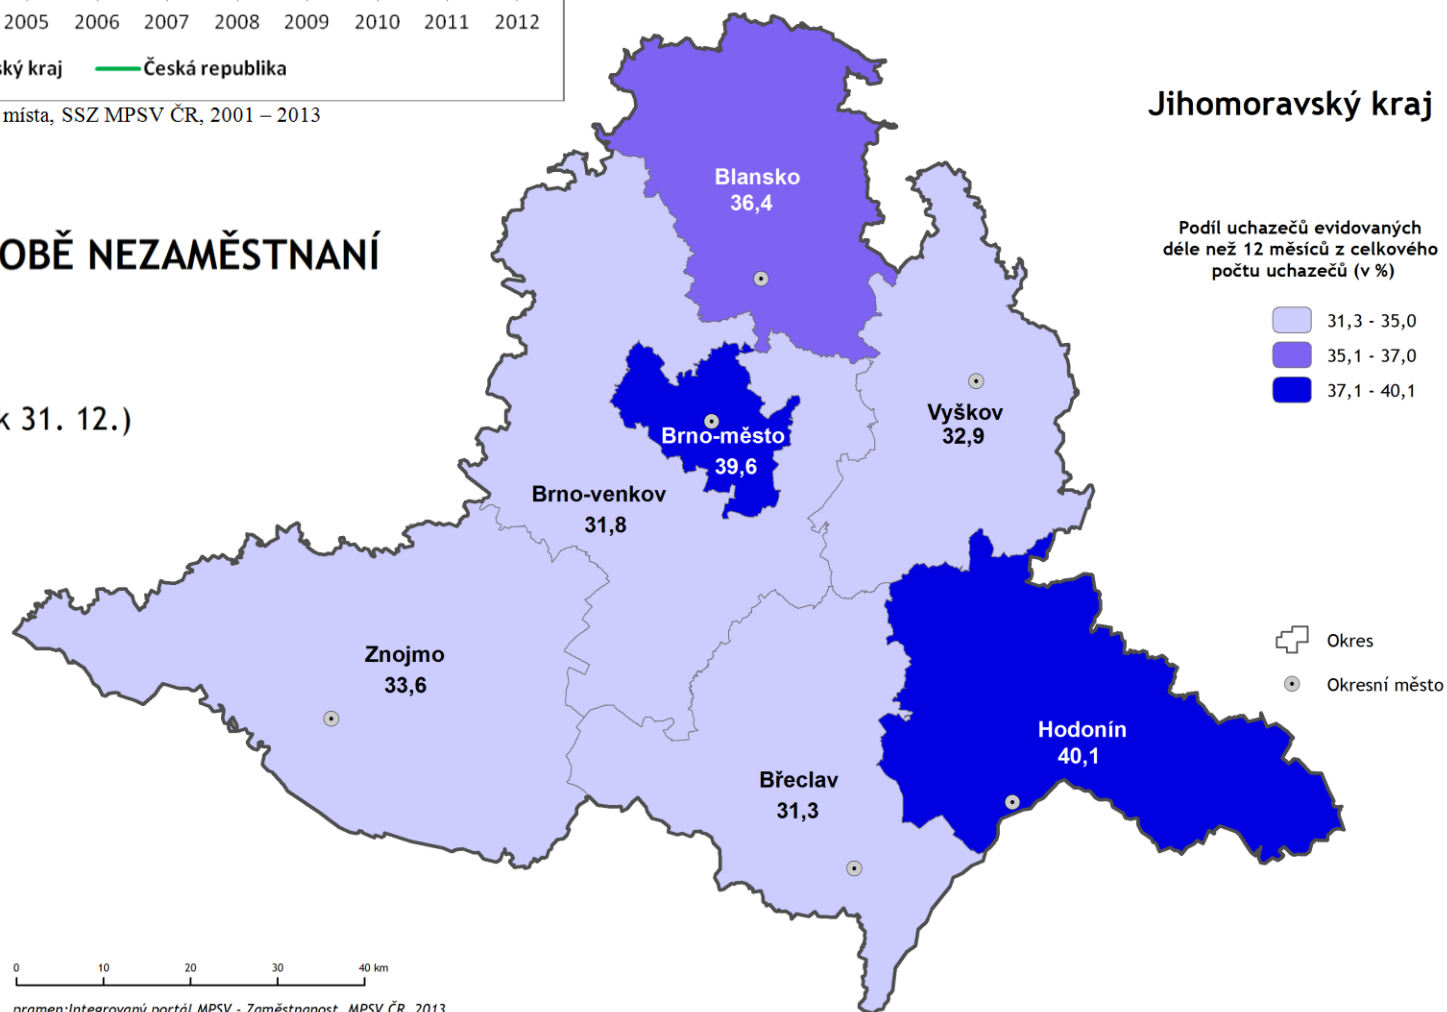 2005 2006 2007 2008 2009 2010 2011 2012
ský kraj Česká republika
místa, SSZ MPSV ČR, 2001 – 2013
Jihomoravský kraj
OBĚ NEZAMĚSTNANÍ
k 31. 12.)
Podíl uchazečů evidovaných
déle než 12 měsíců z celkového
počtu uchazečů (v %)
31,3 - 35,0
35,1 - 37,0
37,1 - 40,1
Blansko
36,4
Vyškov
32,9
Brno-město
39,6
Brno-venkov
31,8
Znojmo
33,6
Břeclav
31,3
Hodonín
40,1
Okres
Okresní město
0 10 20 30 40 km
pramen:Integrovaný portál MPSV - Zaměstnanost, MPSV ČR, 2013